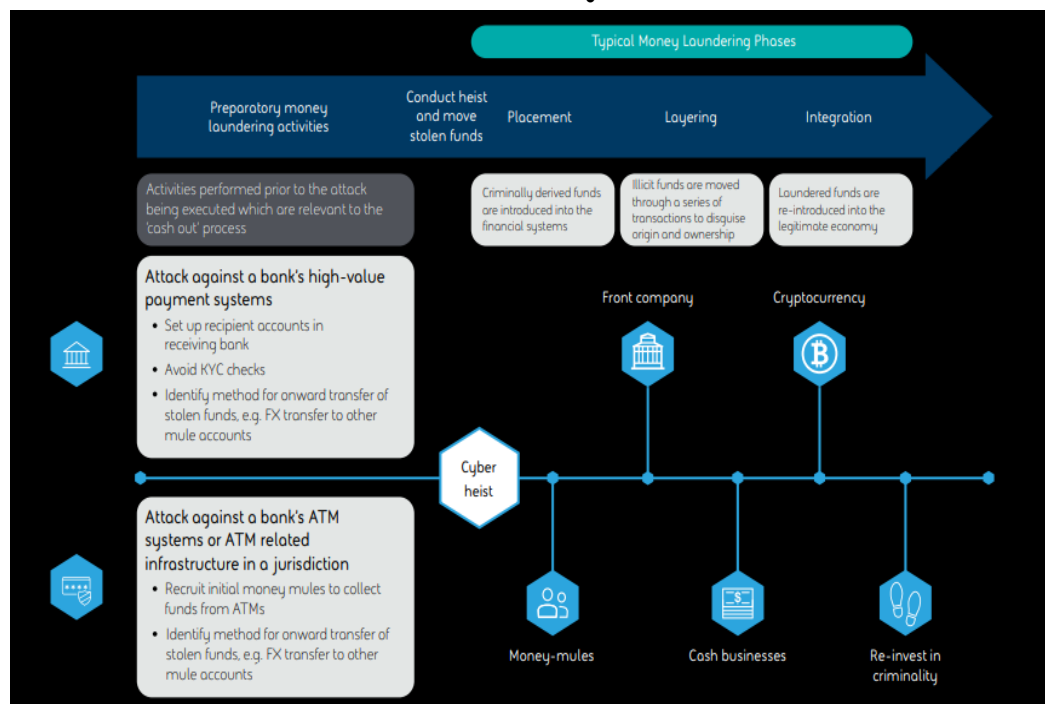 Typical Money Laundering Phases
Preparatory money
laundering activities
Conduct heist
and move
stolen funds
Placement
Layering
Integration
Activities performed prior to the attack
being executed which are relevant to the
'cash out' process
Criminally derived funds
are introduced into the
financial systems
Illicit funds are moved
through a series of
transactions to disguise
origin and ownership
Laundered funds are
re-introduced into the
legitimate economy
Attack against a bank's high-value
payment systems
• Set up recipient accounts in
receiving bank
• Avoid KYC checks
• Identify method for onward transfer of
stolen funds, e.g. FX transfer to other
mule accounts
Front company
Cryptocurrency
Cyber
heist
Attack against a bank's ATM
systems or ATM related
infrastructure in a jurisdiction
• Recruit initial money mules to collect
funds from ATMs
• Identify method for onward transfer of
stolen funds, e.g. FX transfer to other
mule accounts
Money-mules
Cash businesses
Re-invest in
criminality